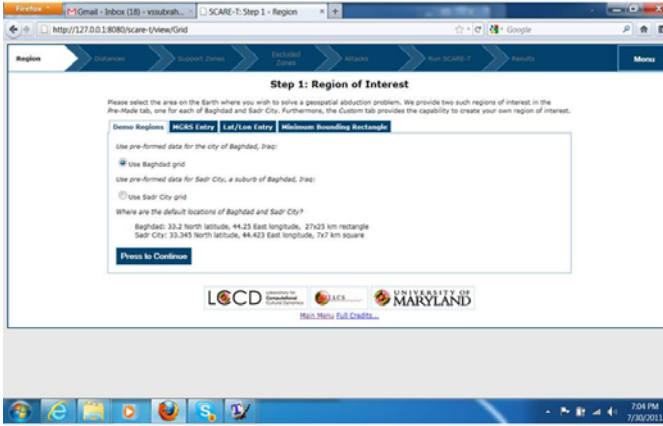 Firefox
Gmail - Inbox (18) - vssubrah...
SCARE-T: Step 1 - Region
http://127.0.0.1:8080/scare-t/view/Grid
Google
Region
Distances
Support Zones
Excluded Zones
Attacks
Run SCARE-T
Results
Menu
Step 1: Region of Interest
Please select the area on the Earth where you wish to solve a geospatial abduction problem. We provide two such regions of interest in the
Pre-Made tab, one for each of Baghdad and Sadr City. Furthermore, the Custom tab provides the capability to create your own region of interest.
Demo Regions
MGRS Entry
Lat/Lon Entry
Minimum Bounding Rectangle
Use pre-formed data for the city of Baghdad, Iraq:
Use Baghdad grid
Use pre-formed data for Sadr City, a suburb of Baghdad, Iraq:
Use Sadr City grid
Where are the default locations of Baghdad and Sadr City?
Baghdad: 33.2 North latitude, 44.25 East longitude, 27x25 km rectangle
Sadr City: 33.345 North latitude, 44.423 East longitude, 7x7 km square
Press to Continue
LCCD
Laboratory for
Computational
Cultural Dynamics
UMIACS
UNIVERSITY OF
MARYLAND
Main Menu Full Credits...
7:04 PM
7/30/2011